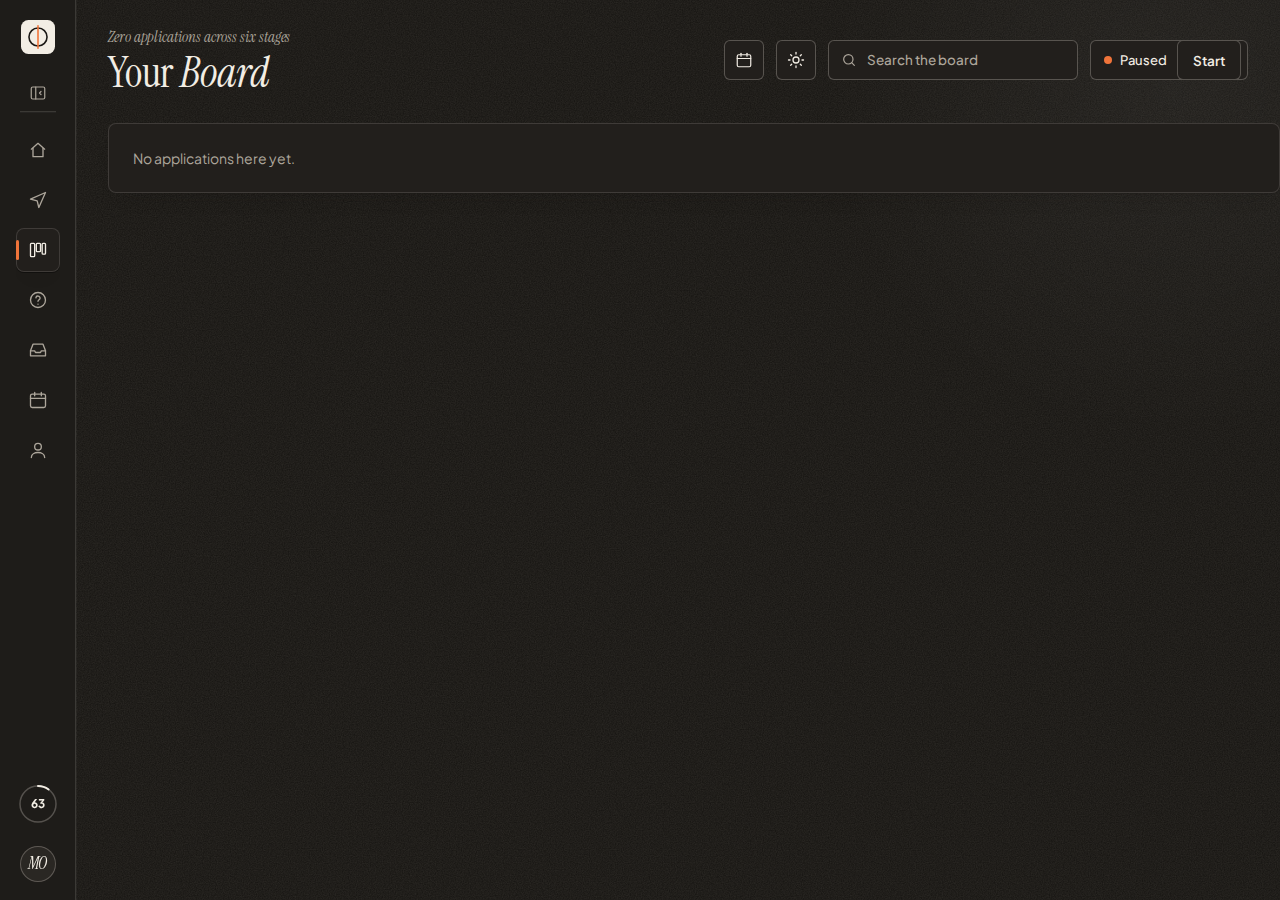 Zero applications across six stages
Your Board
Search the board
Paused
Start
No applications here yet.
63
MO